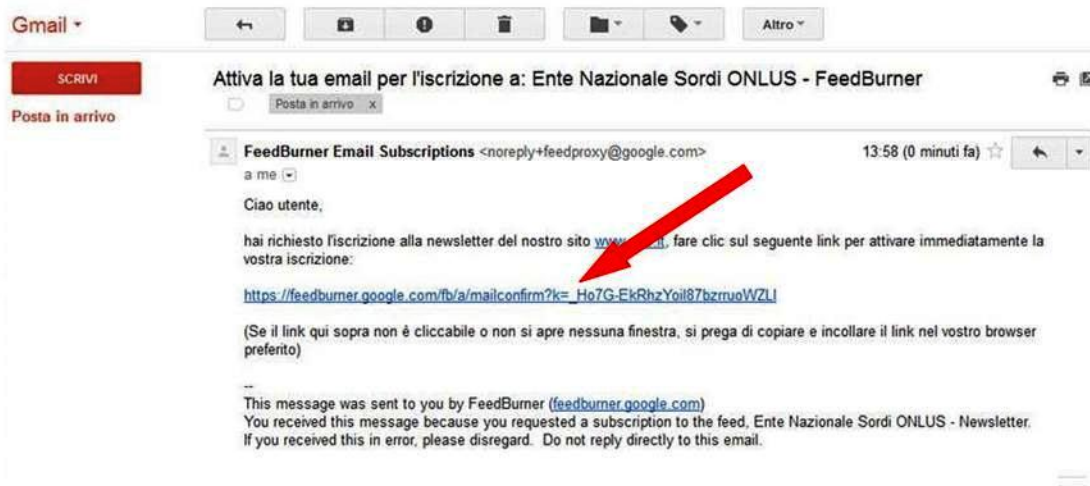 Gmail
Altro
SCRIVI
Attiva la tua email per l'iscrizione a: Ente Nazionale Sordi ONLUS - FeedBurner
Posta in arrivo x
Posta in arrivo
FeedBurner Email Subscriptions <noreply+feedproxy@google.com> 13:58 (0 minuti fa)
a me
Ciao utente,
hai richiesto l'iscrizione alla newsletter del nostro sito fare clic sul seguente link per attivare immediatamente la
vostra iscrizione:
https://feedburner.google.com/fb/a/mailconfirm?k=_Ho7G-EkRhzYoil87bzrruoWZLI
(Se il link qui sopra non è cliccabile o non si apre nessuna finestra, si prega di copiare e incollare il link nel vostro browser
preferito)
--
This message was sent to you by FeedBurner (feedburner.google.com)
You received this message because you requested a subscription to the feed, Ente Nazionale Sordi ONLUS - Newsletter.
If you received this in error, please disregard. Do not reply directly to this email.